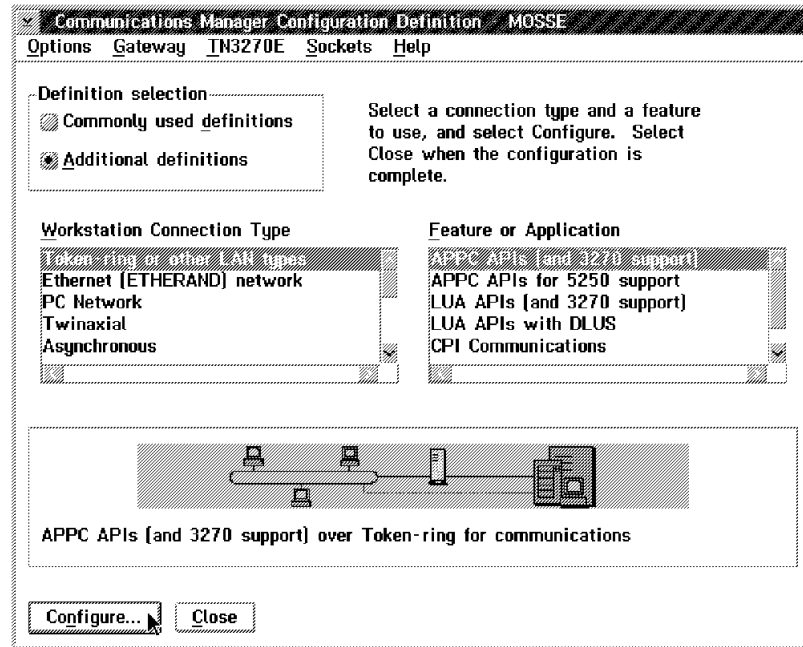 Communications Manager Configuration Definition - MOSSE
Options Gateway TN3270E Sockets Help
Definition selection
Commonly used definitions
Additional definitions
Select a connection type and a feature
to use, and select Configure. Select
Close when the configuration is
complete.
Workstation Connection Type
Token-ring or other LAN types
Ethernet (ETHERAND) network
PC Network
Twinaxial
Asynchronous
Feature or Application
APPC APIs (and 3270 support)
APPC APIs for 5250 support
LUA APIs (and 3270 support)
LUA APIs with DLUS
CPI Communications
APPC APIs (and 3270 support) over Token-ring for communications
Configure...
Close